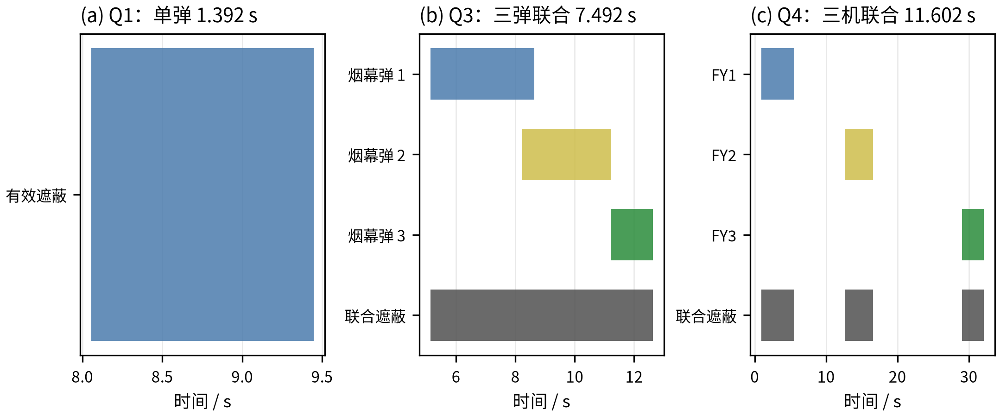 (a) Q1：单弹 1.392 s
有效遮蔽
8.0 8.5 9.0 9.5
时间 / s
(b) Q3：三弹联合 7.492 s
烟幕弹 1
烟幕弹 2
烟幕弹 3
联合遮蔽
6 8 10 12
时间 / s
(c) Q4：三机联合 11.602 s
FY1
FY2
FY3
联合遮蔽
0 10 20 30
时间 / s